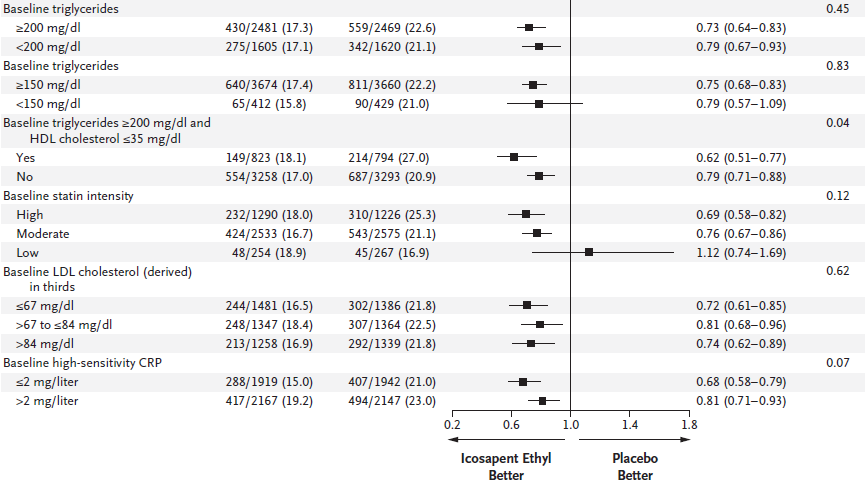 Baseline triglycerides 0.45
≥200 mg/dl 430/2481 (17.3) 559/2469 (22.6) 0.73 (0.64–0.83)
<200 mg/dl 275/1605 (17.1) 342/1620 (21.1) 0.79 (0.67–0.93)
Baseline triglycerides 0.83
≥150 mg/dl 640/3674 (17.4) 811/3660 (22.2) 0.75 (0.68–0.83)
<150 mg/dl 65/412 (15.8) 90/429 (21.0) 0.79 (0.57–1.09)
Baseline triglycerides ≥200 mg/dl and
HDL cholesterol ≤35 mg/dl 0.04
Yes 149/823 (18.1) 214/794 (27.0) 0.62 (0.51–0.77)
No 554/3258 (17.0) 687/3293 (20.9) 0.79 (0.71–0.88)
Baseline statin intensity 0.12
High 232/1290 (18.0) 310/1226 (25.3) 0.69 (0.58–0.82)
Moderate 424/2533 (16.7) 543/2575 (21.1) 0.76 (0.67–0.86)
Low 48/254 (18.9) 45/267 (16.9) 1.12 (0.74–1.69)
Baseline LDL cholesterol (derived)
in thirds 0.62
≤67 mg/dl 244/1481 (16.5) 302/1386 (21.8) 0.72 (0.61–0.85)
>67 to ≤84 mg/dl 248/1347 (18.4) 307/1364 (22.5) 0.81 (0.68–0.96)
>84 mg/dl 213/1258 (16.9) 292/1339 (21.8) 0.74 (0.62–0.89)
Baseline high-sensitivity CRP 0.07
≤2 mg/liter 288/1919 (15.0) 407/1942 (21.0) 0.68 (0.58–0.79)
>2 mg/liter 417/2167 (19.2) 494/2147 (23.0) 0.81 (0.71–0.93)
0.2 0.6 1.0 1.4 1.8
Icosapent Ethyl Placebo
Better Better